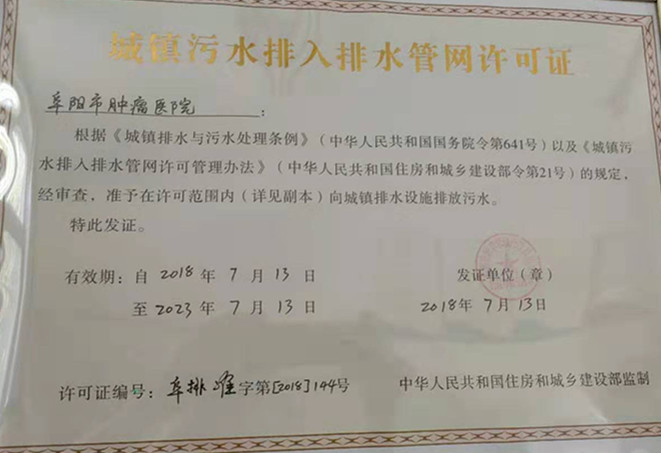 城镇污水排入排水管网许可证
阜阳市肿瘤医院：
根据《城镇排水与污水处理条例》（中华人民共和国国务院令第641号）以及《城镇污
水排入排水管网许可管理办法》（中华人民共和国住房和城乡建设部令第21号）的规定，
经审查，准予在许可范围内（详见副本）向城镇排水设施排放污水。
特此发证。
有效期：自 2018 年 7 月 13 日
发证单位（章）
至 2023 年 7 月 13 日
2018年 7 月 13 日
许可证编号：阜排 字第[2018]144号
中华人民共和国住房和城乡建设部监制